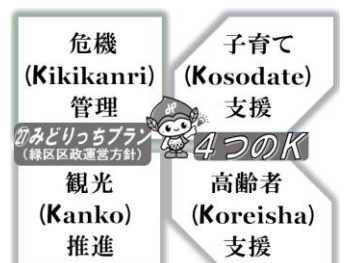 危機
(Kikikanri)
管理
子育て
(Kosodate)
支援
㉗みどりっちプラン
(緑区区政運営方針)
4つのK
観光
(Kanko)
推進
高齢者
(Koreisha)
支援